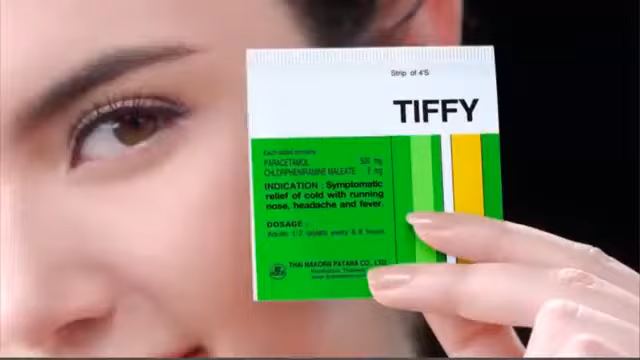 Strip of 4'S
TIFFY
Each tablet contains
PARACETAMOL 500 mg
CHLORPHENIRAMINE MALEATE 2 mg
INDICATION : Symptomatic
relief of cold with running
nose, headache and fever.
DOSAGE :
Adults 1-2 tablets every 6-8 hours.
THAI NAKORN PATANA CO., LTD.